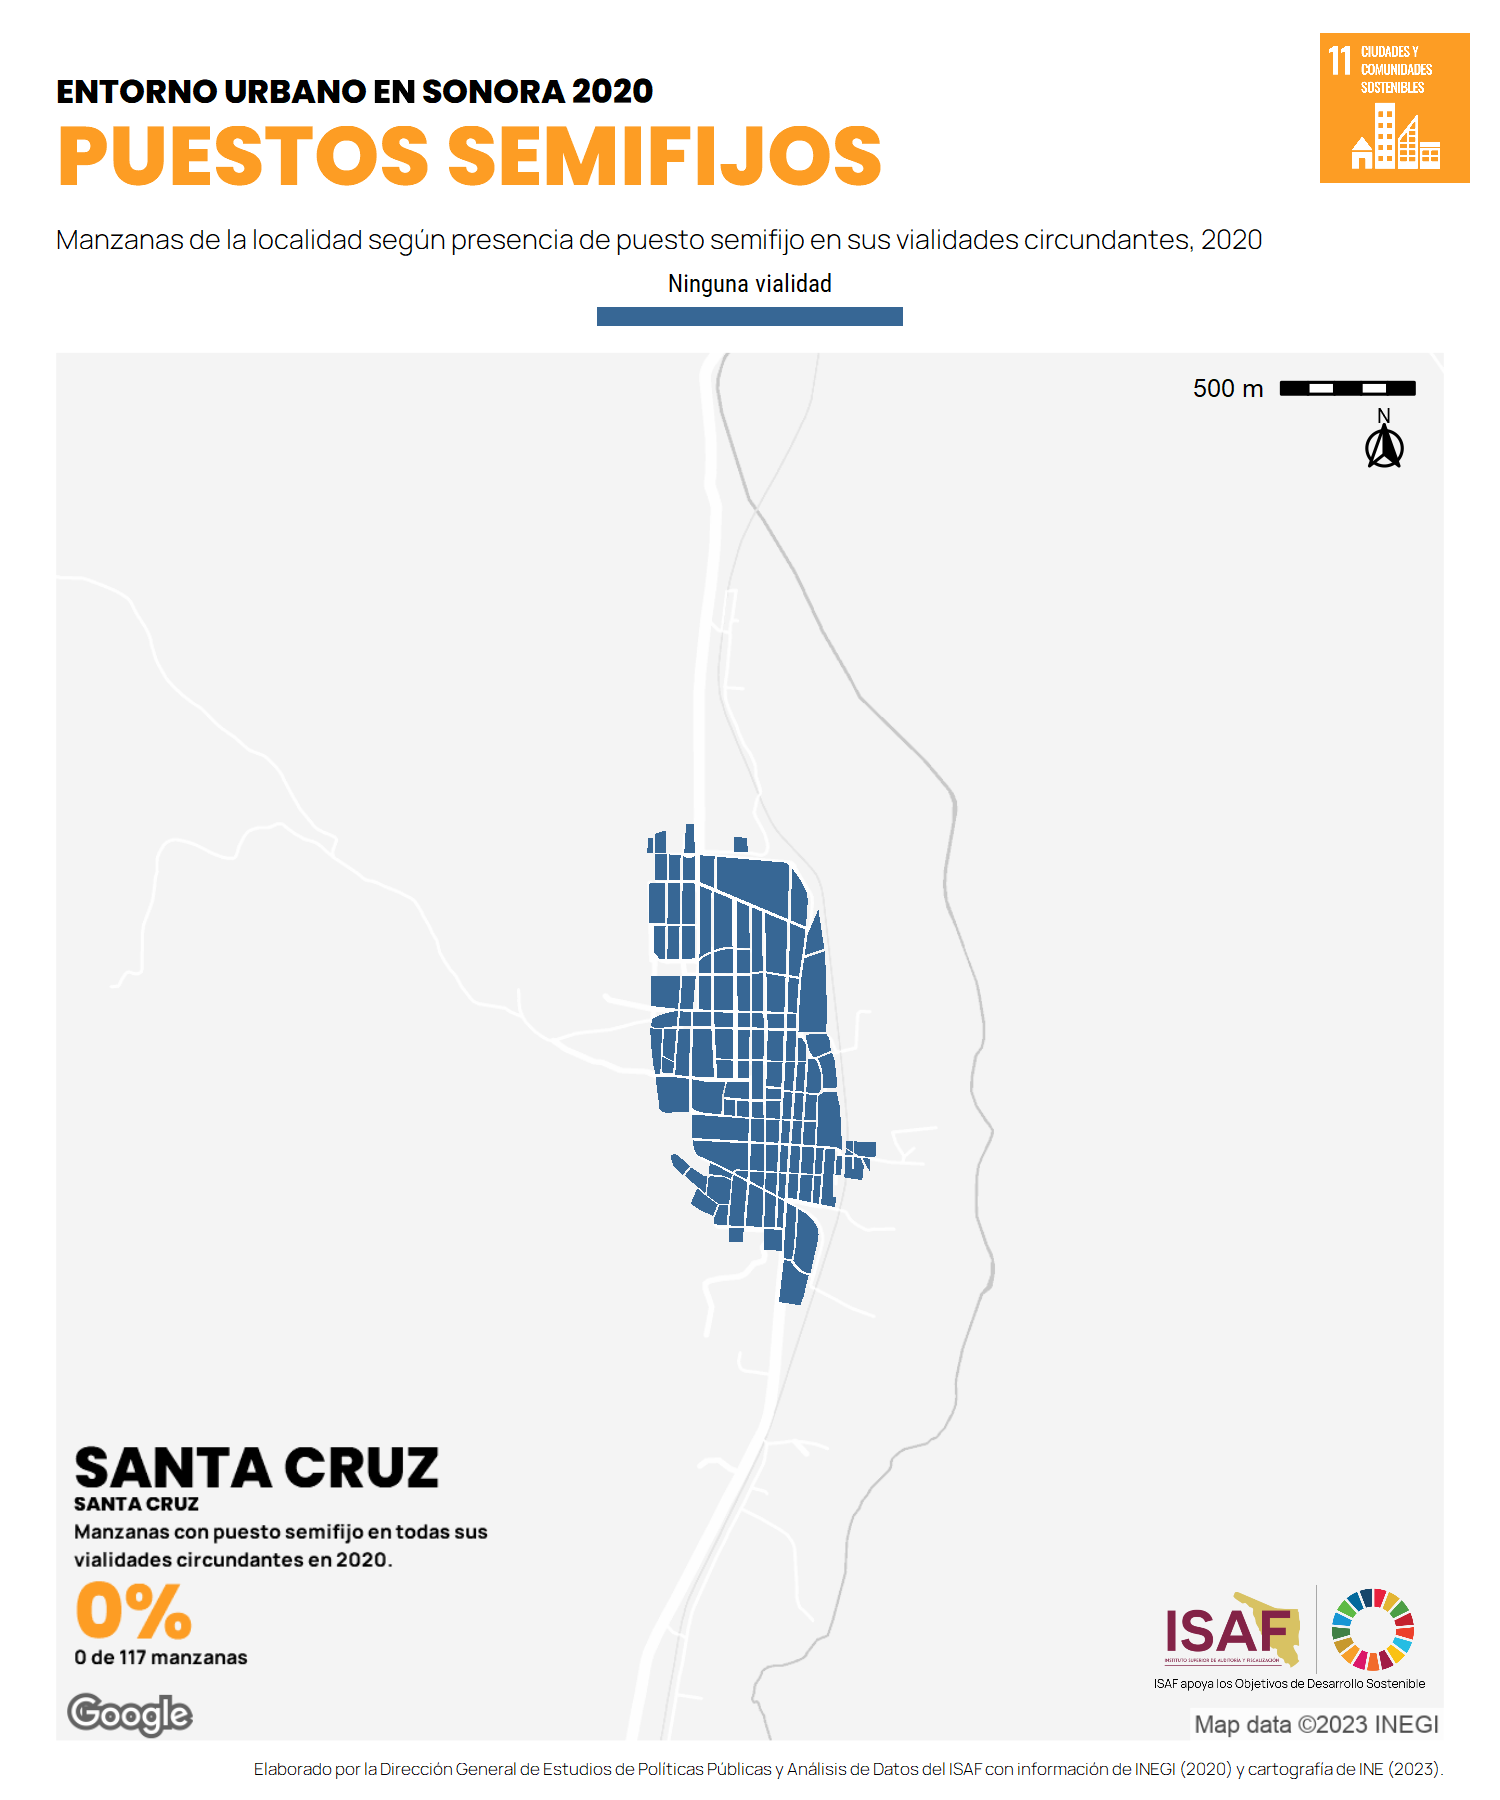 11 CIUDADES Y
COMUNIDADES
SOSTENIBLES
ENTORNO URBANO EN SONORA 2020
PUESTOS SEMIFIJOS
Manzanas de la localidad según presencia de puesto semifijo en sus vialidades circundantes, 2020
Ninguna vialidad
500 m
N
SANTA CRUZ
SANTA CRUZ
Manzanas con puesto semifijo en todas sus
vialidades circundantes en 2020.
0%
0 de 117 manzanas
Google
ISAF
INSTITUTO SUPERIOR DE AUDITORÍA Y FISCALIZACIÓN
ISAF apoya los Objetivos de Desarrollo Sostenible
Map data ©2023 INEGI
Elaborado por la Dirección General de Estudios de Políticas Públicas y Análisis de Datos del ISAF con información de INEGI (2020) y cartografía de INE (2023).